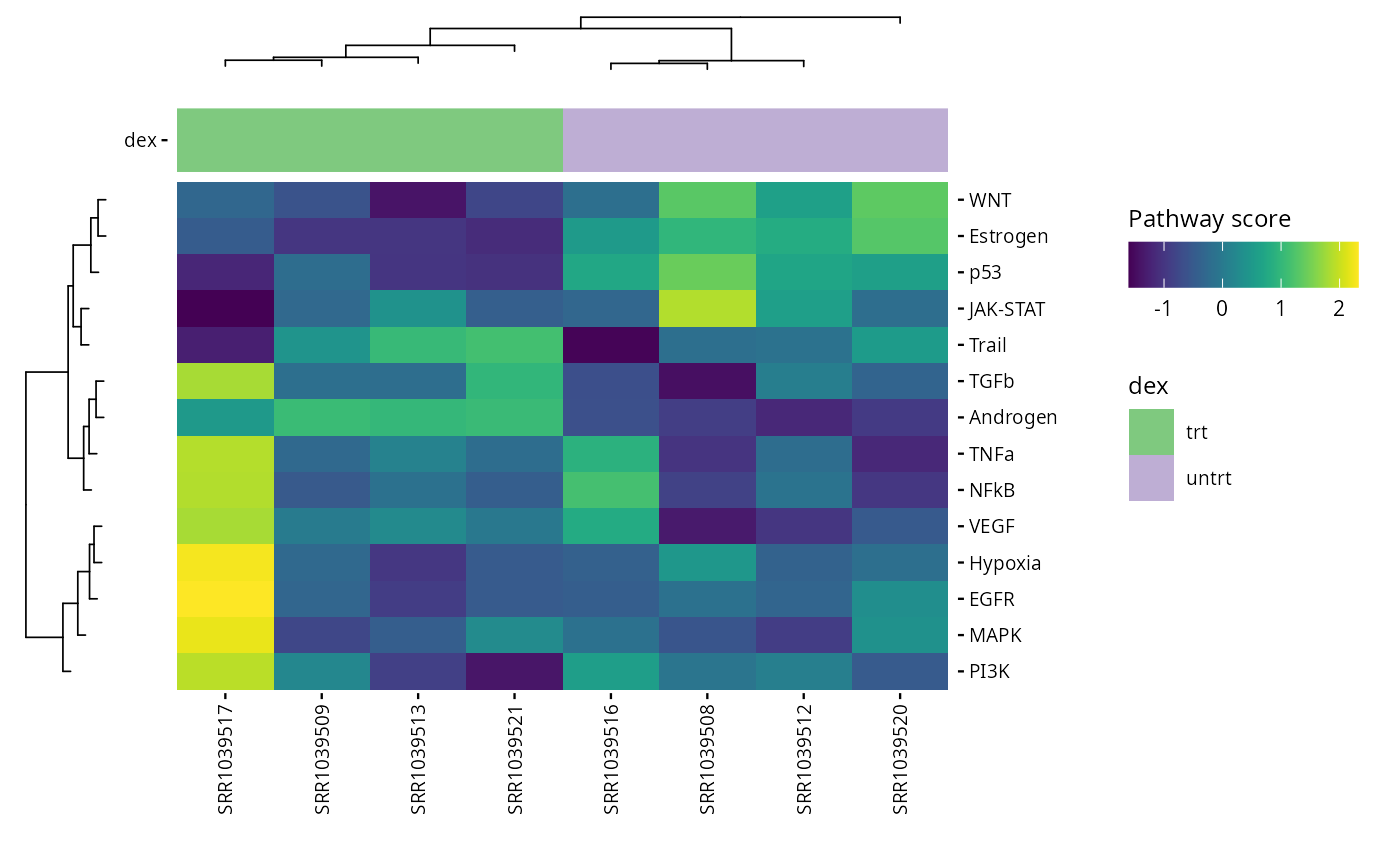 dex
WNT
Estrogen
p53
JAK-STAT
Trail
TGFb
Androgen
TNFa
NFkB
VEGF
Hypoxia
EGFR
MAPK
PI3K
SRR1039517
SRR1039509
SRR1039513
SRR1039521
SRR1039516
SRR1039508
SRR1039512
SRR1039520
Pathway score
-1 0 1 2
dex
trt
untrt